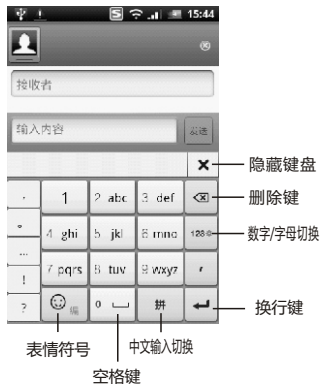 15:44
接收者
输入内容
发送
隐藏键盘
1
2 abc
3 def
删除键
4 ghi
5 jkl
6 mno
128
数字/字母切换
7 pqrs
8 tuv
9 wxyz
编
0
拼
换行键
表情符号
中文输入切换
空格键